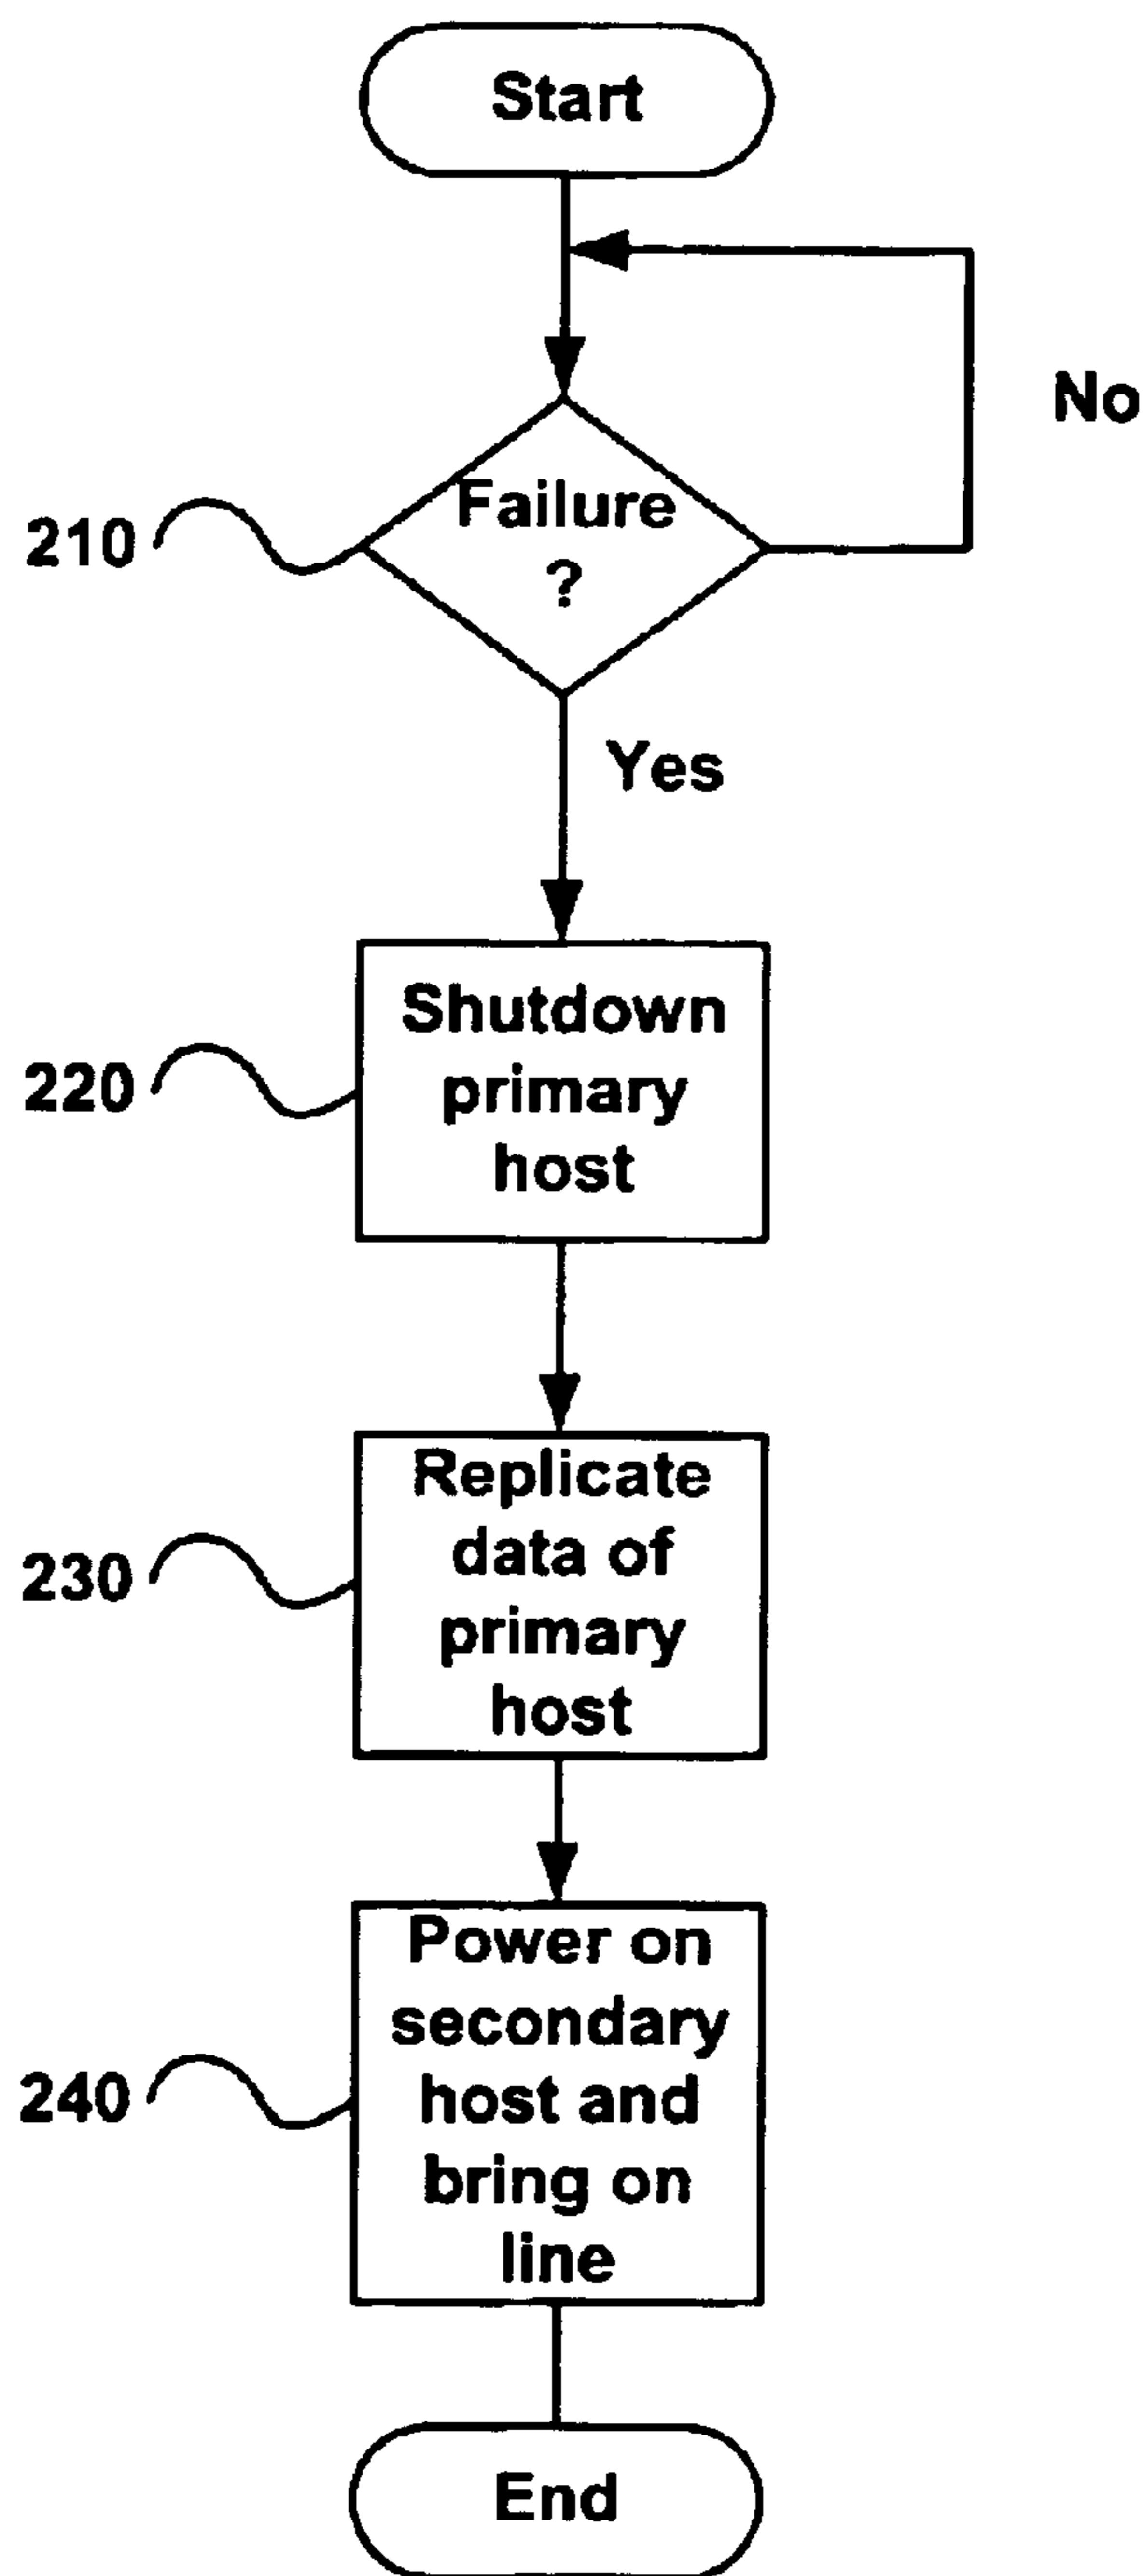 Start
No
Failure
?
210
Yes
Shutdown
primary
host
220
Replicate
data of
primary
host
230
Power on
secondary
host and
bring on
line
240
End